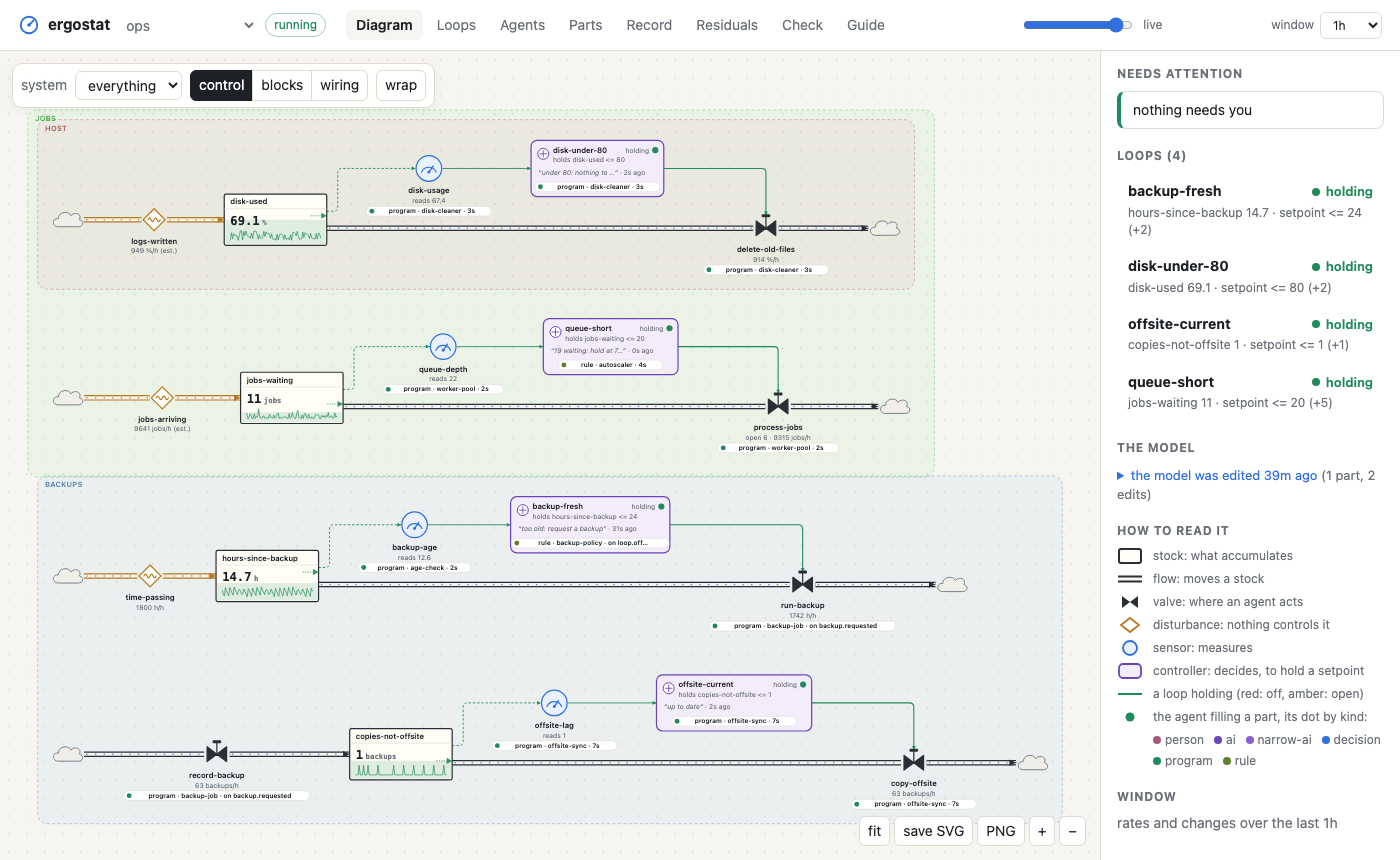 ergostat ops running Diagram Loops Agents Parts Record Residuals Check Guide live window 1h
system everything control blocks wiring wrap
JOBS
HOST
disk-under-80 holding
holds disk-used <= 80
"under 80: nothing to ..." · 2s ago
program · disk-cleaner · 3s
disk-usage
reads 67.4
program · disk-cleaner · 3s
disk-used
69.1 %
logs-written
949 %/h (est.)
delete-old-files
914 %/h
program · disk-cleaner · 3s
queue-short holding
holds jobs-waiting <= 20
"19 waiting: hold at 7..." · 0s ago
rule · autoscaler · 4s
queue-depth
reads 22
program · worker-pool · 2s
jobs-waiting
11 jobs
jobs-arriving
9641 jobs/h (est.)
process-jobs
open 6 · 9315 jobs/h
program · worker-pool · 2s
BACKUPS
backup-fresh holding
holds hours-since-backup <= 24
"too old: request a backup" · 31s ago
rule · backup-policy · on loop.off...
backup-age
reads 12.6
program · age-check · 2s
hours-since-backup
14.7 h
time-passing
1800 h/h
run-backup
1742 h/h
program · backup-job · on backup.requested
offsite-current holding
holds copies-not-offsite <= 1
"up to date" · 2s ago
program · offsite-sync · 7s
offsite-lag
reads 1
program · offsite-sync · 7s
copies-not-offsite
1 backups
record-backup
63 backups/h
program · backup-job · on backup.requested
copy-offsite
63 backups/h
program · offsite-sync · 7s
fit save SVG PNG + −
NEEDS ATTENTION
nothing needs you
LOOPS (4)
backup-fresh holding
hours-since-backup 14.7 · setpoint <= 24
(+2)
disk-under-80 holding
disk-used 69.1 · setpoint <= 80 (+2)
offsite-current holding
copies-not-offsite 1 · setpoint <= 1 (+1)
queue-short holding
jobs-waiting 11 · setpoint <= 20 (+5)
THE MODEL
the model was edited 39m ago (1 part, 2
edits)
HOW TO READ IT
stock: what accumulates
flow: moves a stock
valve: where an agent acts
disturbance: nothing controls it
sensor: measures
controller: decides, to hold a setpoint
a loop holding (red: off, amber: open)
the agent filling a part, its dot by kind:
person ai narrow-ai decision
program rule
WINDOW
rates and changes over the last 1h